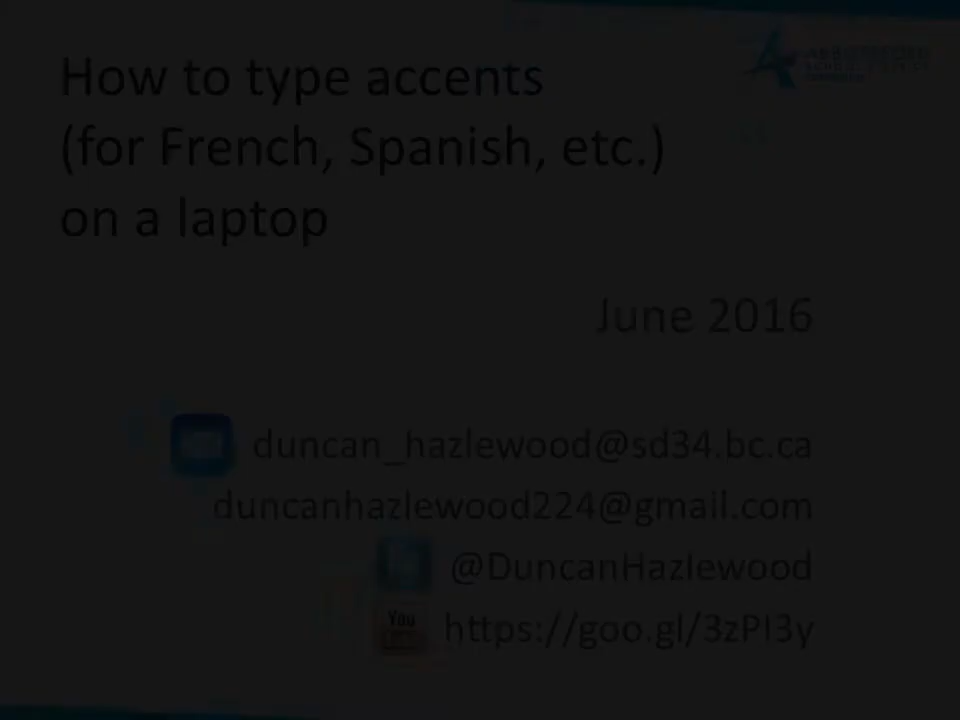 How to type accents
(for French, Spanish, etc.)
on a laptop
June 2016
duncan_hazlewood@sd34.bc.ca
duncanhazlewood224@gmail.com
@DuncanHazlewood
You
https://goo.gl/3zPI3y